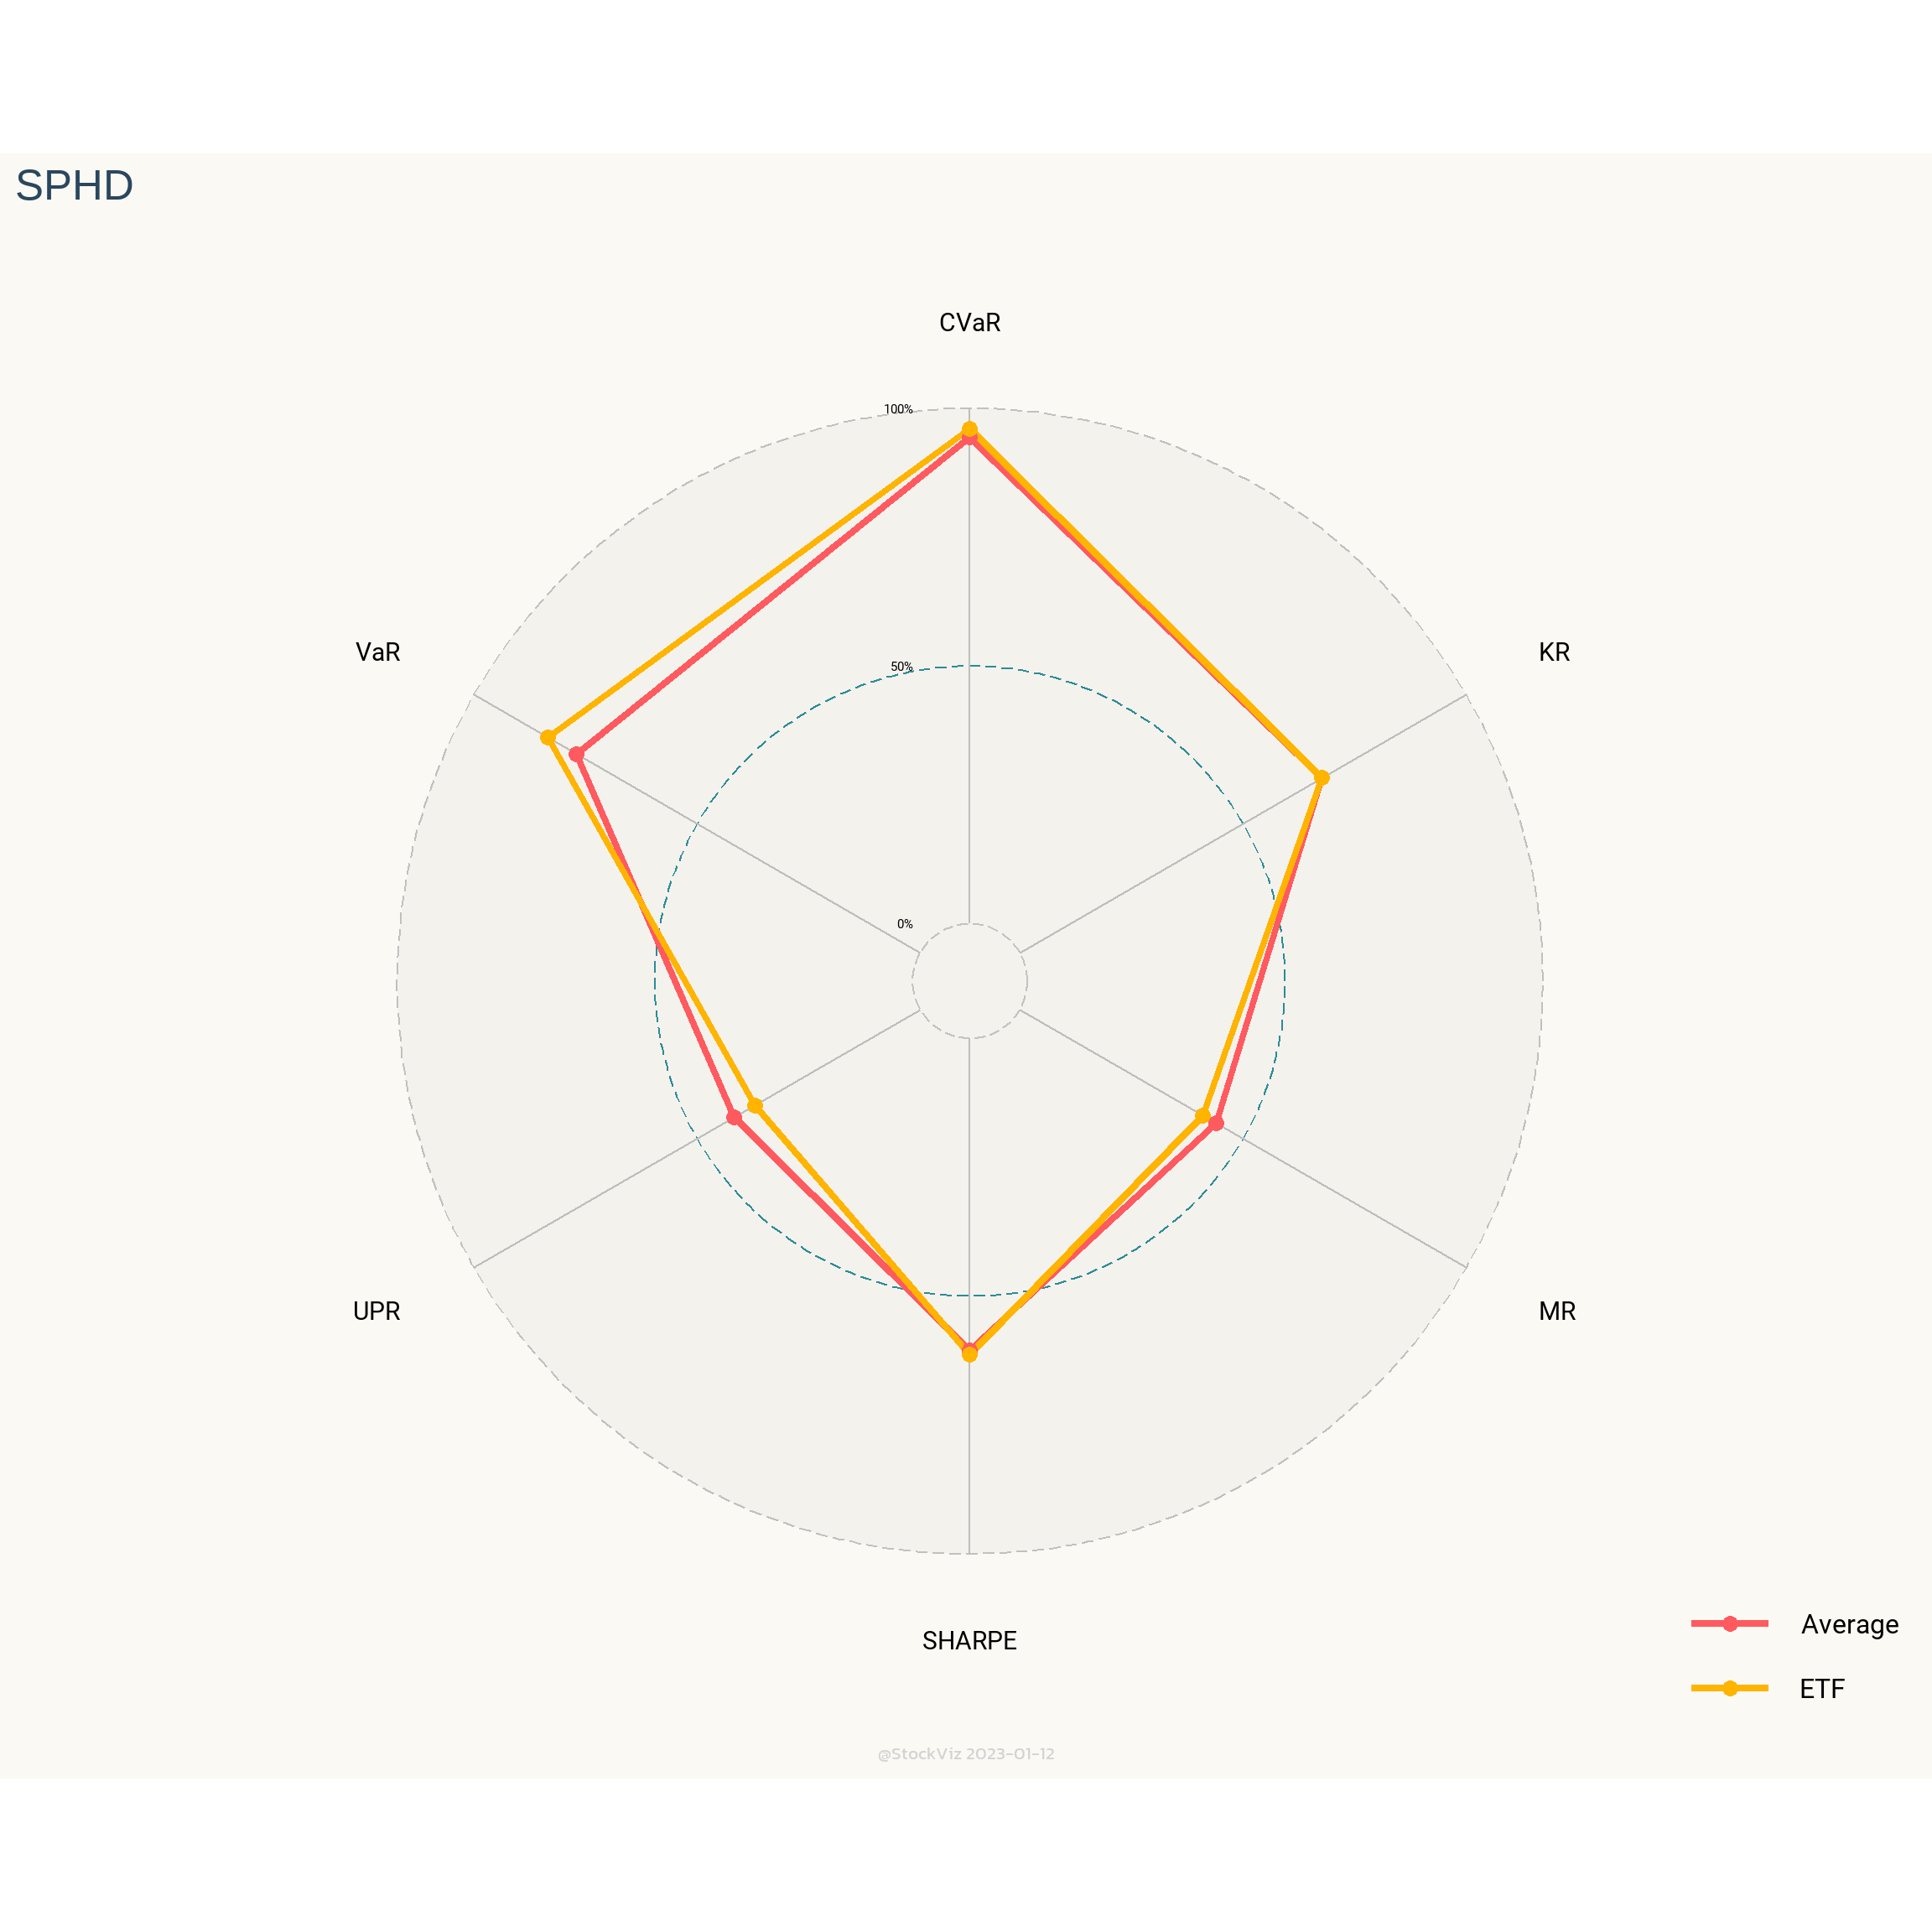 SPHD
CVaR
100%
VaR
KR
50%
0%
UPR
MR
SHARPE
Average
ETF
@StockViz 2023-01-12